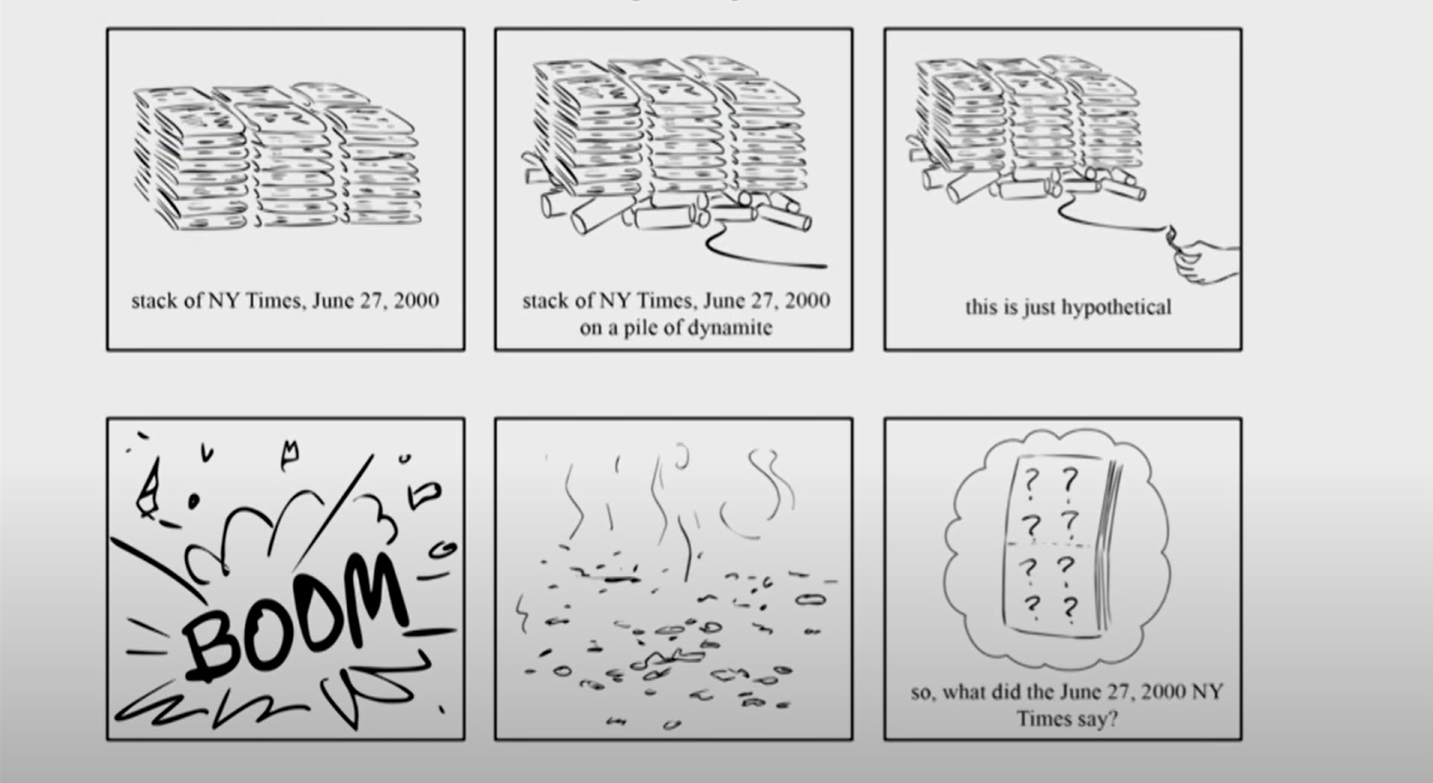 stack of NY Times, June 27, 2000
stack of NY Times, June 27, 2000
on a pile of dynamite
this is just hypothetical
BOOM
? ?
? ?
? ?
? ?
so, what did the June 27, 2000 NY
Times say?